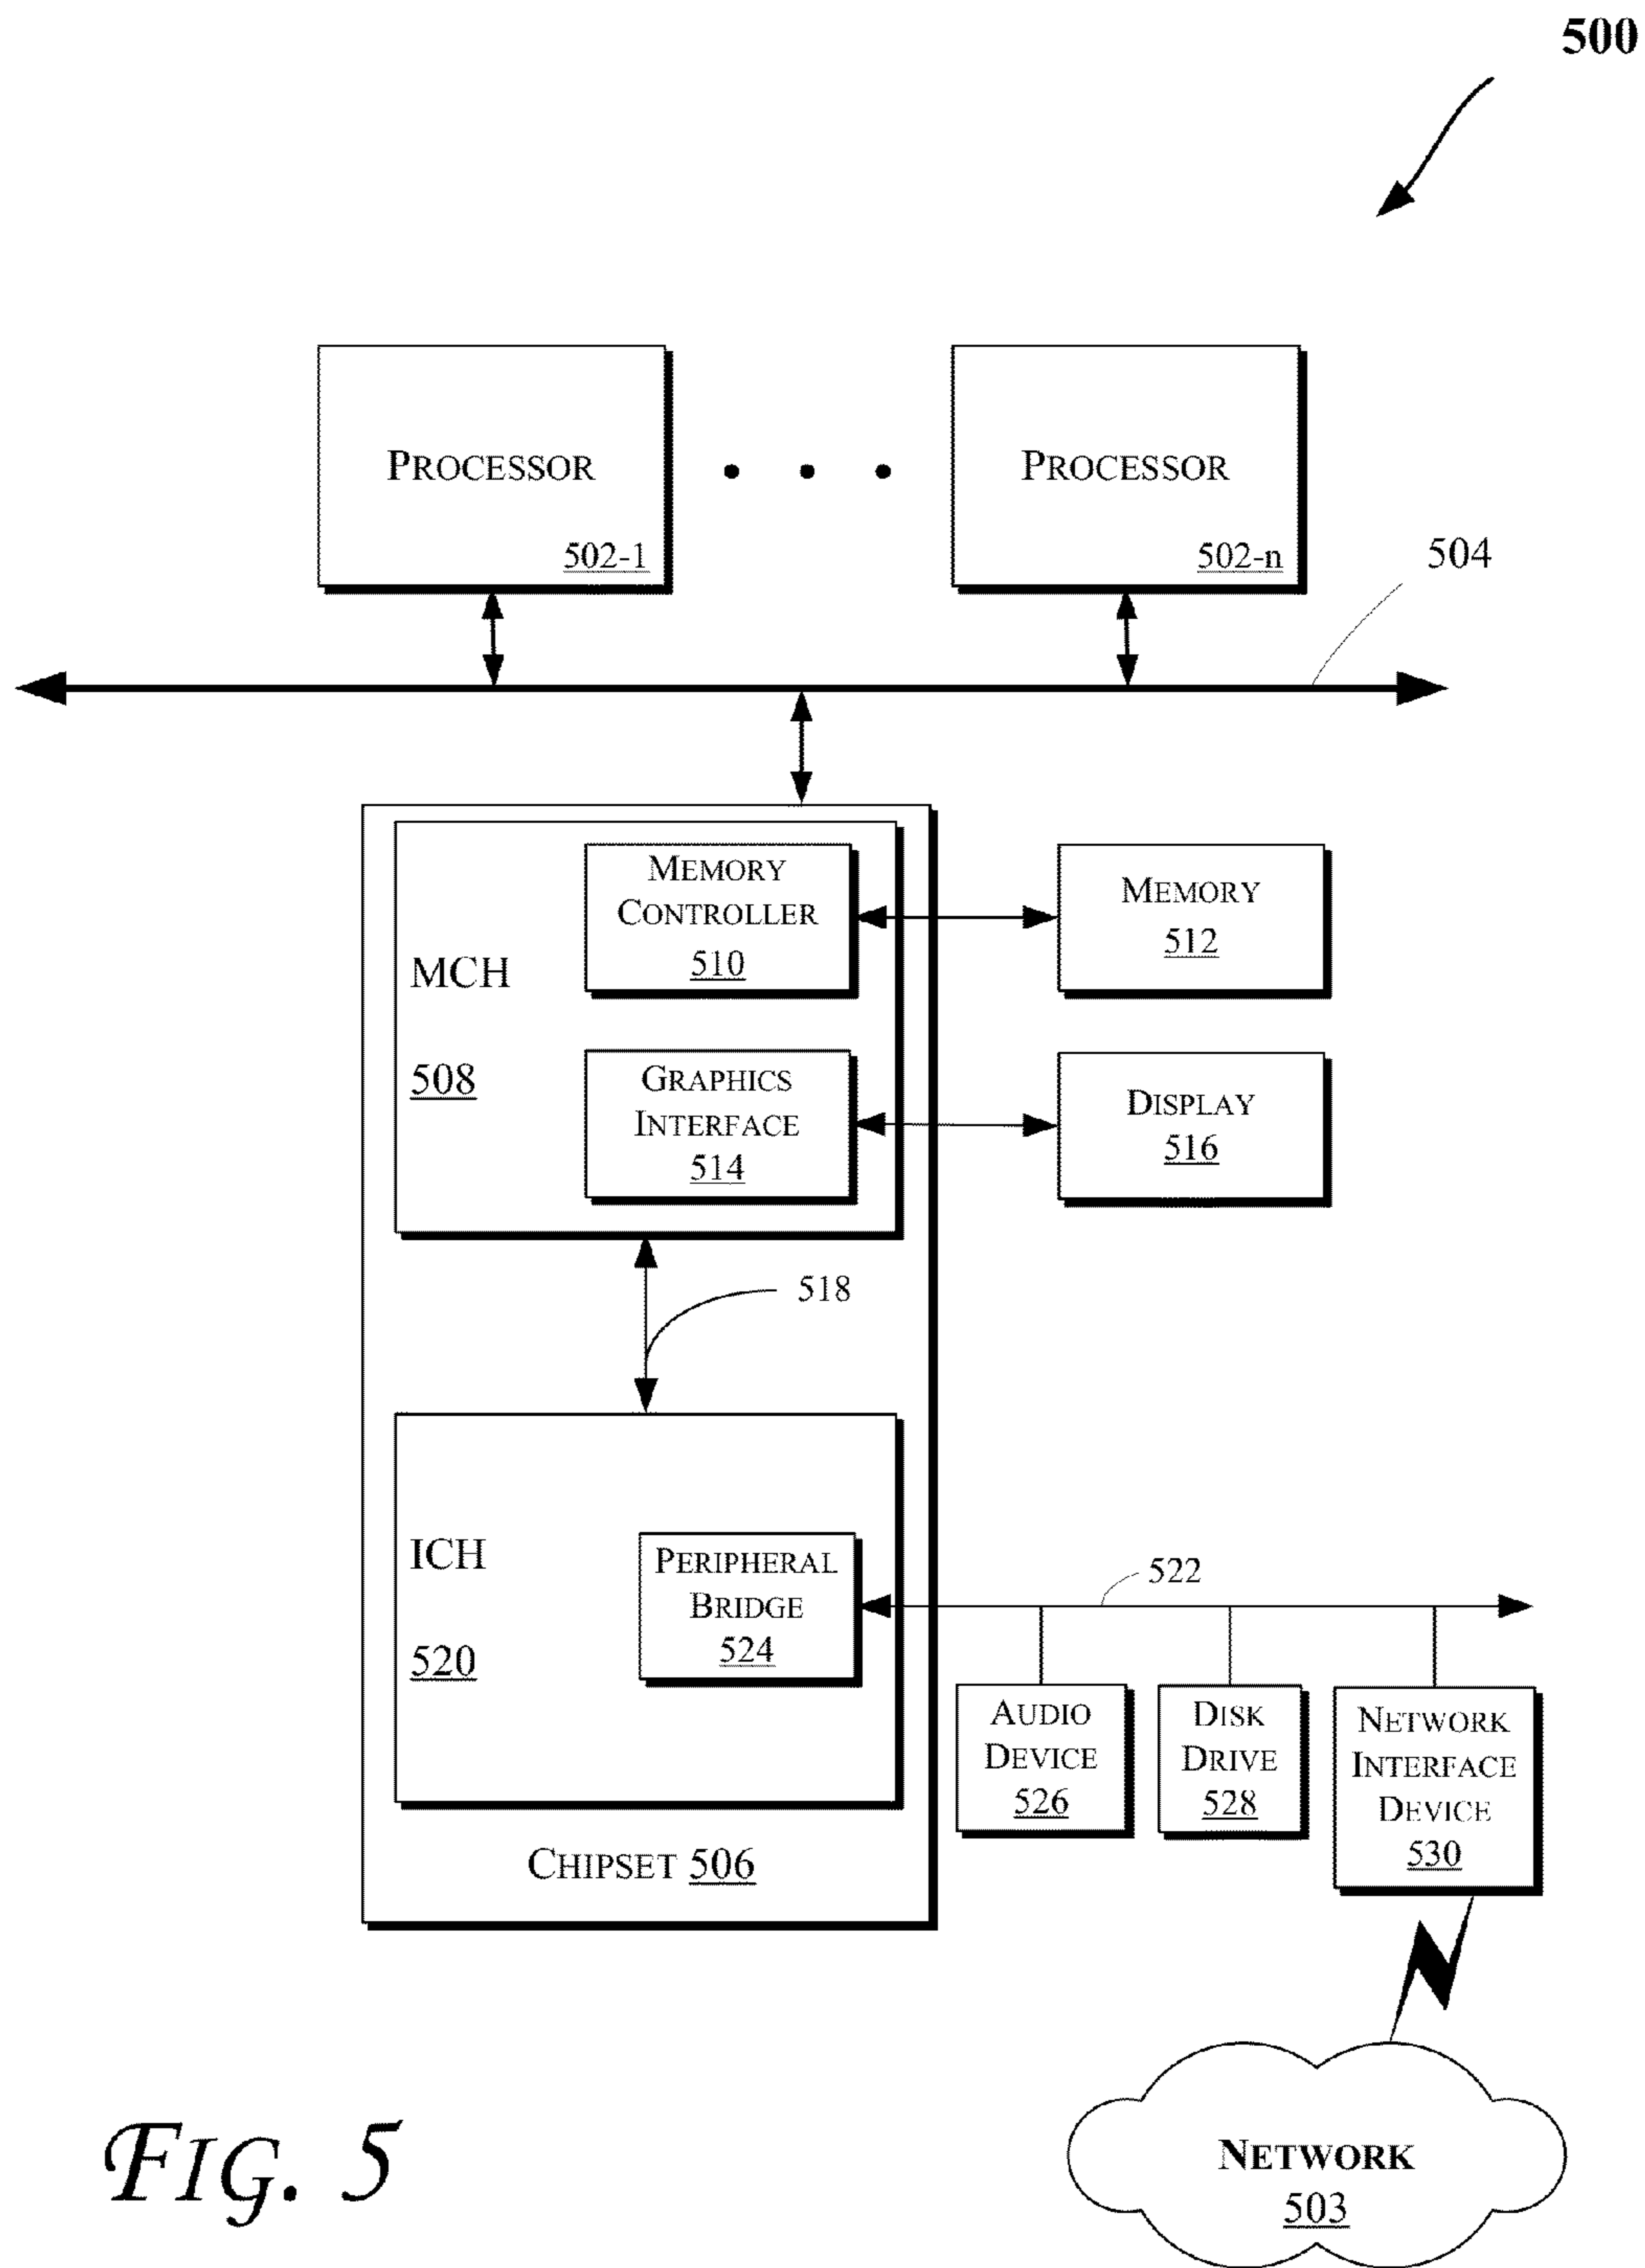 500
PROCESSOR
502-1
PROCESSOR
502-n
504
MEMORY
CONTROLLER
510
MEMORY
512
MCH
508
GRAPHICS
INTERFACE
514
DISPLAY
516
518
ICH
520
PERIPHERAL
BRIDGE
524
522
AUDIO
DEVICE
526
DISK
DRIVE
528
NETWORK
INTERFACE
DEVICE
530
CHIPSET 506
NETWORK
503
FIG. 5